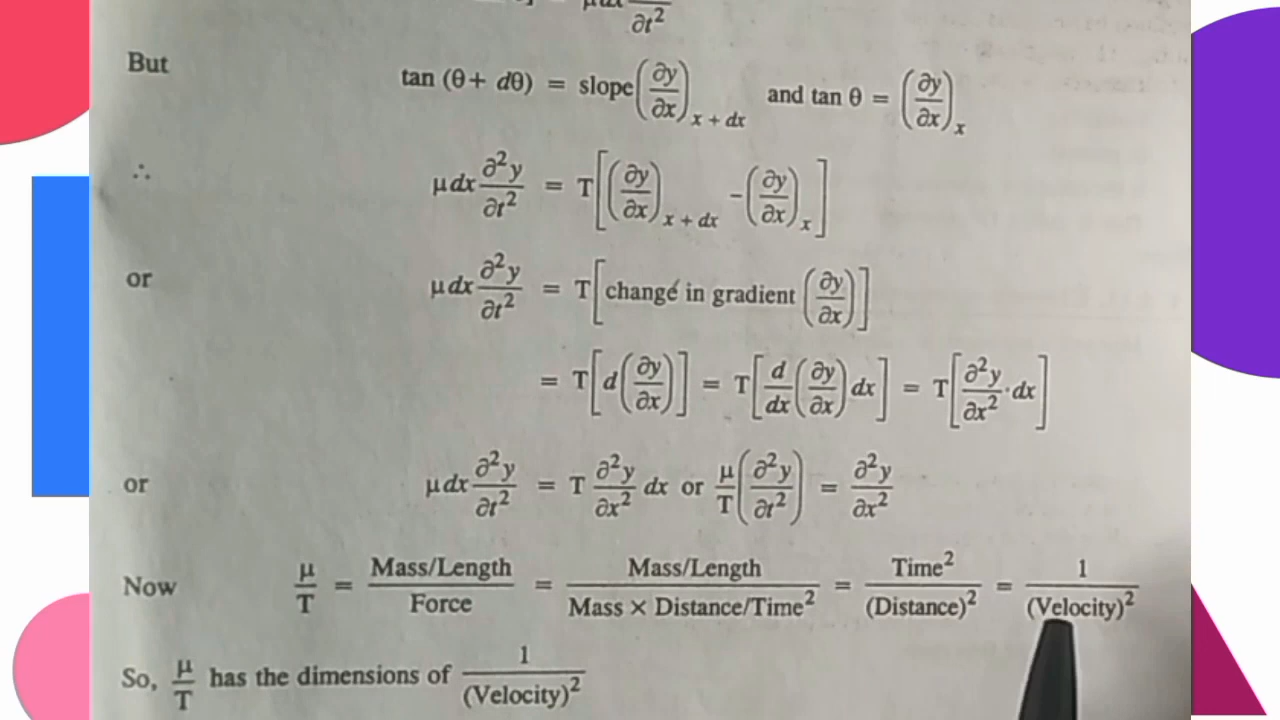 ∂t²
But tan (θ + dθ) = slope(∂y/∂x)ₓ ₊ dx and tan θ = (∂y/∂x)ₓ
∴ μ dx ∂²y/∂t² = T[(∂y/∂x)ₓ ₊ dx - (∂y/∂x)ₓ]
or μ dx ∂²y/∂t² = T[change in gradient (∂y/∂x)]
= T[d(∂y/∂x)] = T[d/dx(∂y/∂x)dx] = T[∂²y/∂x² · dx]
or μ dx ∂²y/∂t² = T ∂²y/∂x² dx or μ/T(∂²y/∂t²) = ∂²y/∂x²
Now μ/T = Mass/Length / Force = Mass/Length / Mass × Distance/Time² = Time² / (Distance)² = 1 / (Velocity)²
So, μ/T has the dimensions of 1 / (Velocity)²